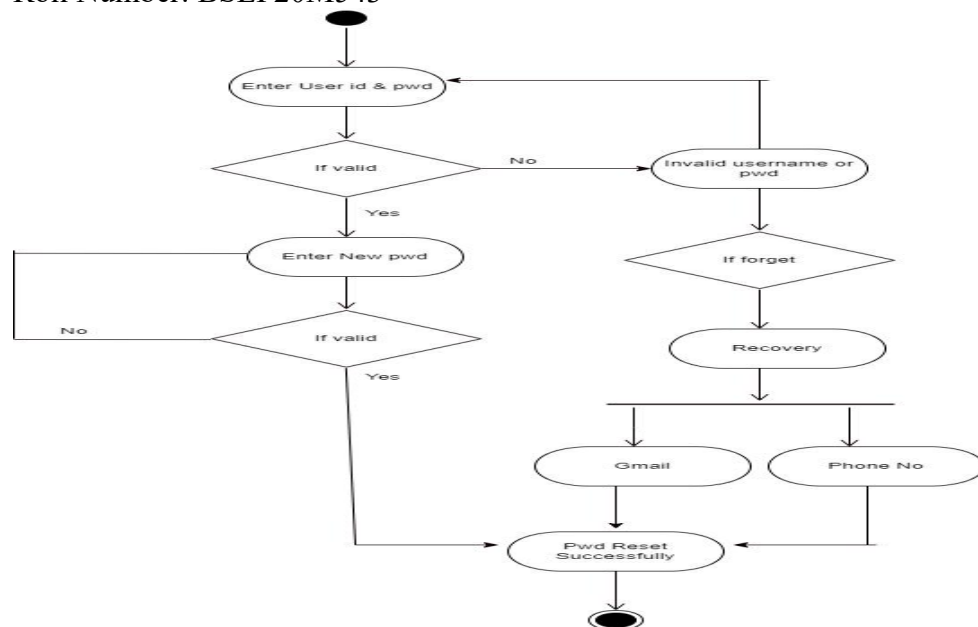 Enter User id & pwd
If valid
No
Invalid username or
pwd
Yes
Enter New pwd
If forget
No
If valid
Recovery
Yes
Gmail
Phone No
Pwd Reset
Successfully